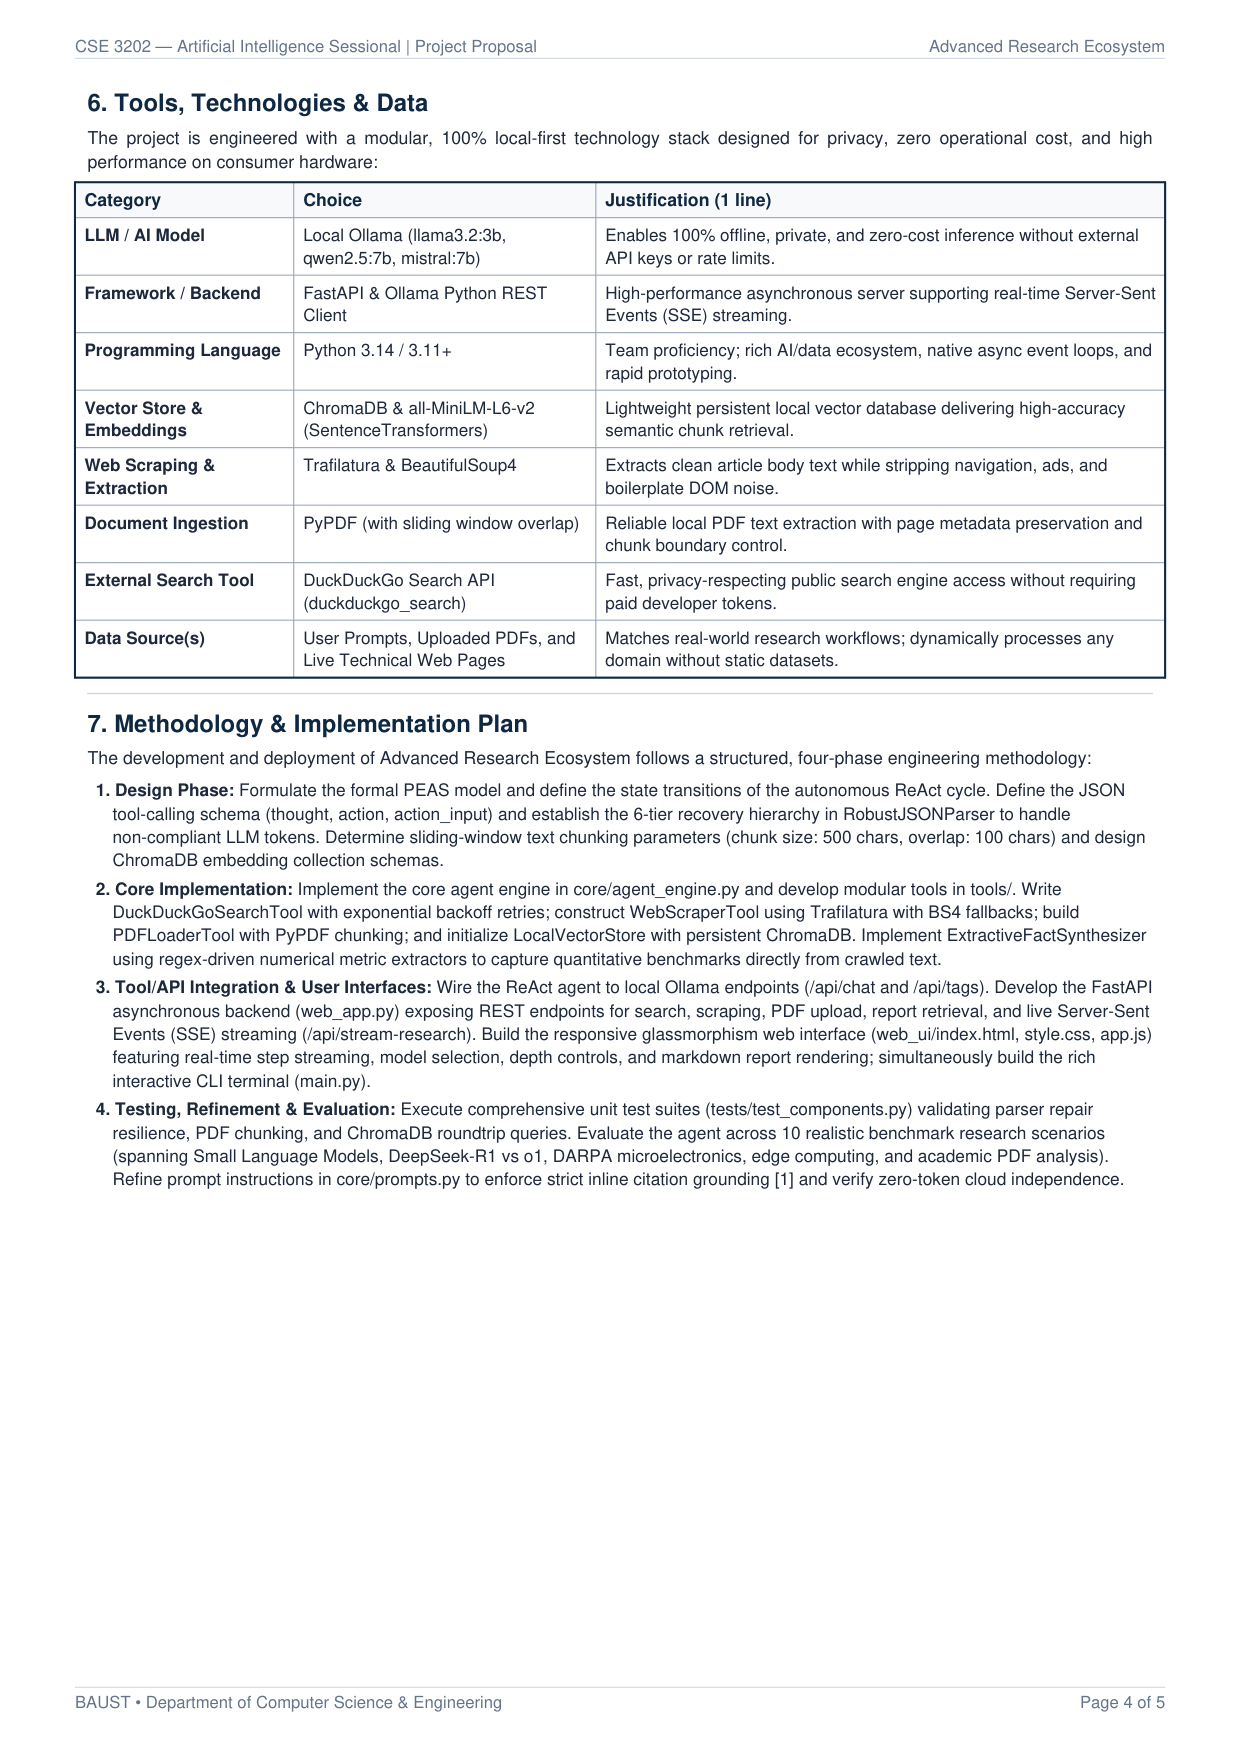 CSE 3202 — Artificial Intelligence Sessional | Project Proposal
Advanced Research Ecosystem
6. Tools, Technologies & Data
The project is engineered with a modular, 100% local-first technology stack designed for privacy, zero operational cost, and high
performance on consumer hardware:
Category
Choice
Justification (1 line)
LLM / AI Model
Local Ollama (llama3.2:3b,
qwen2.5:7b, mistral:7b)
Enables 100% offline, private, and zero-cost inference without external
API keys or rate limits.
Framework / Backend
FastAPI & Ollama Python REST
Client
High-performance asynchronous server supporting real-time Server-Sent
Events (SSE) streaming.
Programming Language
Python 3.14 / 3.11+
Team proficiency; rich AI/data ecosystem, native async event loops, and
rapid prototyping.
Vector Store &
Embeddings
ChromaDB & all-MiniLM-L6-v2
(SentenceTransformers)
Lightweight persistent local vector database delivering high-accuracy
semantic chunk retrieval.
Web Scraping &
Extraction
Trafilatura & BeautifulSoup4
Extracts clean article body text while stripping navigation, ads, and
boilerplate DOM noise.
Document Ingestion
PyPDF (with sliding window overlap)
Reliable local PDF text extraction with page metadata preservation and
chunk boundary control.
External Search Tool
DuckDuckGo Search API
(duckduckgo_search)
Fast, privacy-respecting public search engine access without requiring
paid developer tokens.
Data Source(s)
User Prompts, Uploaded PDFs, and
Live Technical Web Pages
Matches real-world research workflows; dynamically processes any
domain without static datasets.
7. Methodology & Implementation Plan
The development and deployment of Advanced Research Ecosystem follows a structured, four-phase engineering methodology:
1. Design Phase: Formulate the formal PEAS model and define the state transitions of the autonomous ReAct cycle. Define the JSON
tool-calling schema (thought, action, action_input) and establish the 6-tier recovery hierarchy in RobustJSONParser to handle
non-compliant LLM tokens. Determine sliding-window text chunking parameters (chunk size: 500 chars, overlap: 100 chars) and design
ChromaDB embedding collection schemas.
2. Core Implementation: Implement the core agent engine in core/agent_engine.py and develop modular tools in tools/. Write
DuckDuckGoSearchTool with exponential backoff retries; construct WebScraperTool using Trafilatura with BS4 fallbacks; build
PDFLoaderTool with PyPDF chunking; and initialize LocalVectorStore with persistent ChromaDB. Implement ExtractiveFactSynthesizer
using regex-driven numerical metric extractors to capture quantitative benchmarks directly from crawled text.
3. Tool/API Integration & User Interfaces: Wire the ReAct agent to local Ollama endpoints (/api/chat and /api/tags). Develop the FastAPI
asynchronous backend (web_app.py) exposing REST endpoints for search, scraping, PDF upload, report retrieval, and live Server-Sent
Events (SSE) streaming (/api/stream-research). Build the responsive glassmorphism web interface (web_ui/index.html, style.css, app.js)
featuring real-time step streaming, model selection, depth controls, and markdown report rendering; simultaneously build the rich
interactive CLI terminal (main.py).
4. Testing, Refinement & Evaluation: Execute comprehensive unit test suites (tests/test_components.py) validating parser repair
resilience, PDF chunking, and ChromaDB roundtrip queries. Evaluate the agent across 10 realistic benchmark research scenarios
(spanning Small Language Models, DeepSeek-R1 vs o1, DARPA microelectronics, edge computing, and academic PDF analysis).
Refine prompt instructions in core/prompts.py to enforce strict inline citation grounding [1] and verify zero-token cloud independence.
BAUST • Department of Computer Science & Engineering
Page 4 of 5